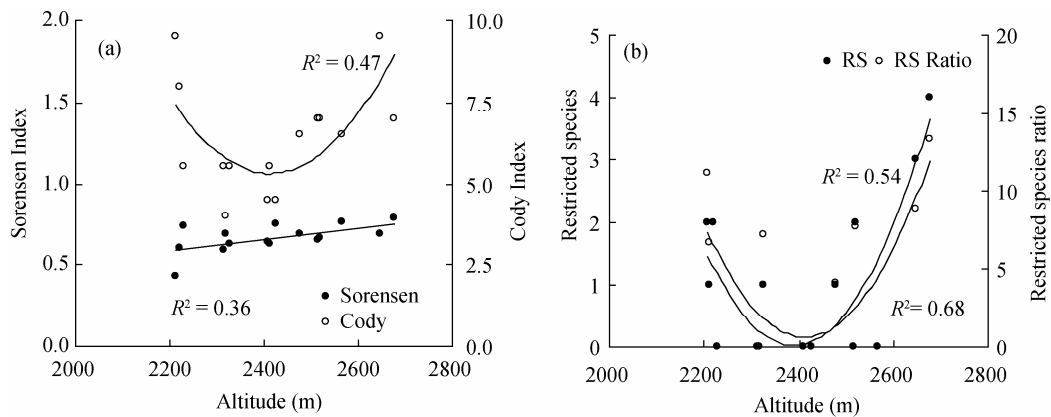 (a)
2.0
1.5
1.0
0.5
0.0
Sorensen Index
10.0
7.5
5.0
2.5
0.0
Cody Index
R² = 0.47
R² = 0.36
Sorensen
Cody
2000 2200 2400 2600 2800
Altitude (m)
(b)
5
4
3
2
1
0
Restricted species
20
15
10
5
0
Restricted species ratio
RS RS Ratio
R² = 0.54
R²= 0.68
2000 2200 2400 2600 2800
Altitude (m)